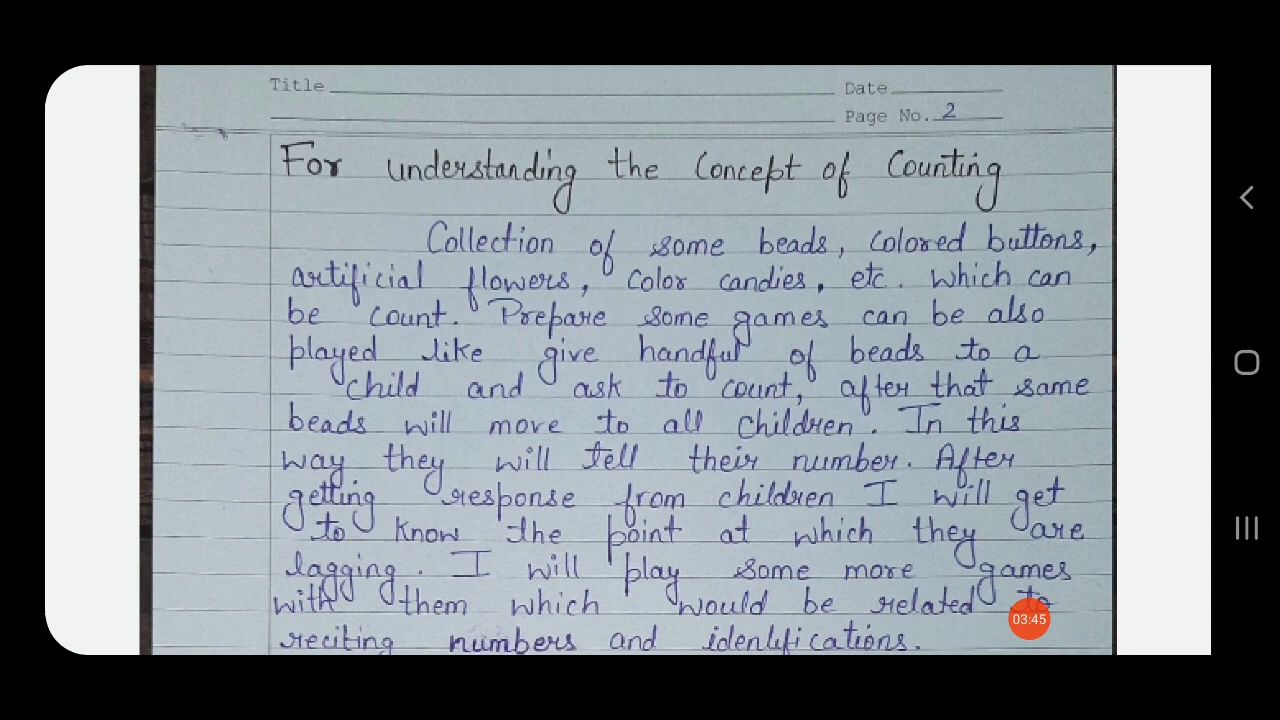 Title
Date
Page No. 2
For understanding the Concept of Counting
Collection of some beads, colored buttons,
artificial flowers, color candies, etc. which can
be count. Prepare some games can be also
played like give handful of beads to a
child and ask to count, after that same
beads will move to all children. In this
way they will tell their number. After
getting response from children I will get
to know the point at which they are
lagging. I will play some more games
with them which would be related to
reciting numbers and identifications.
03:45